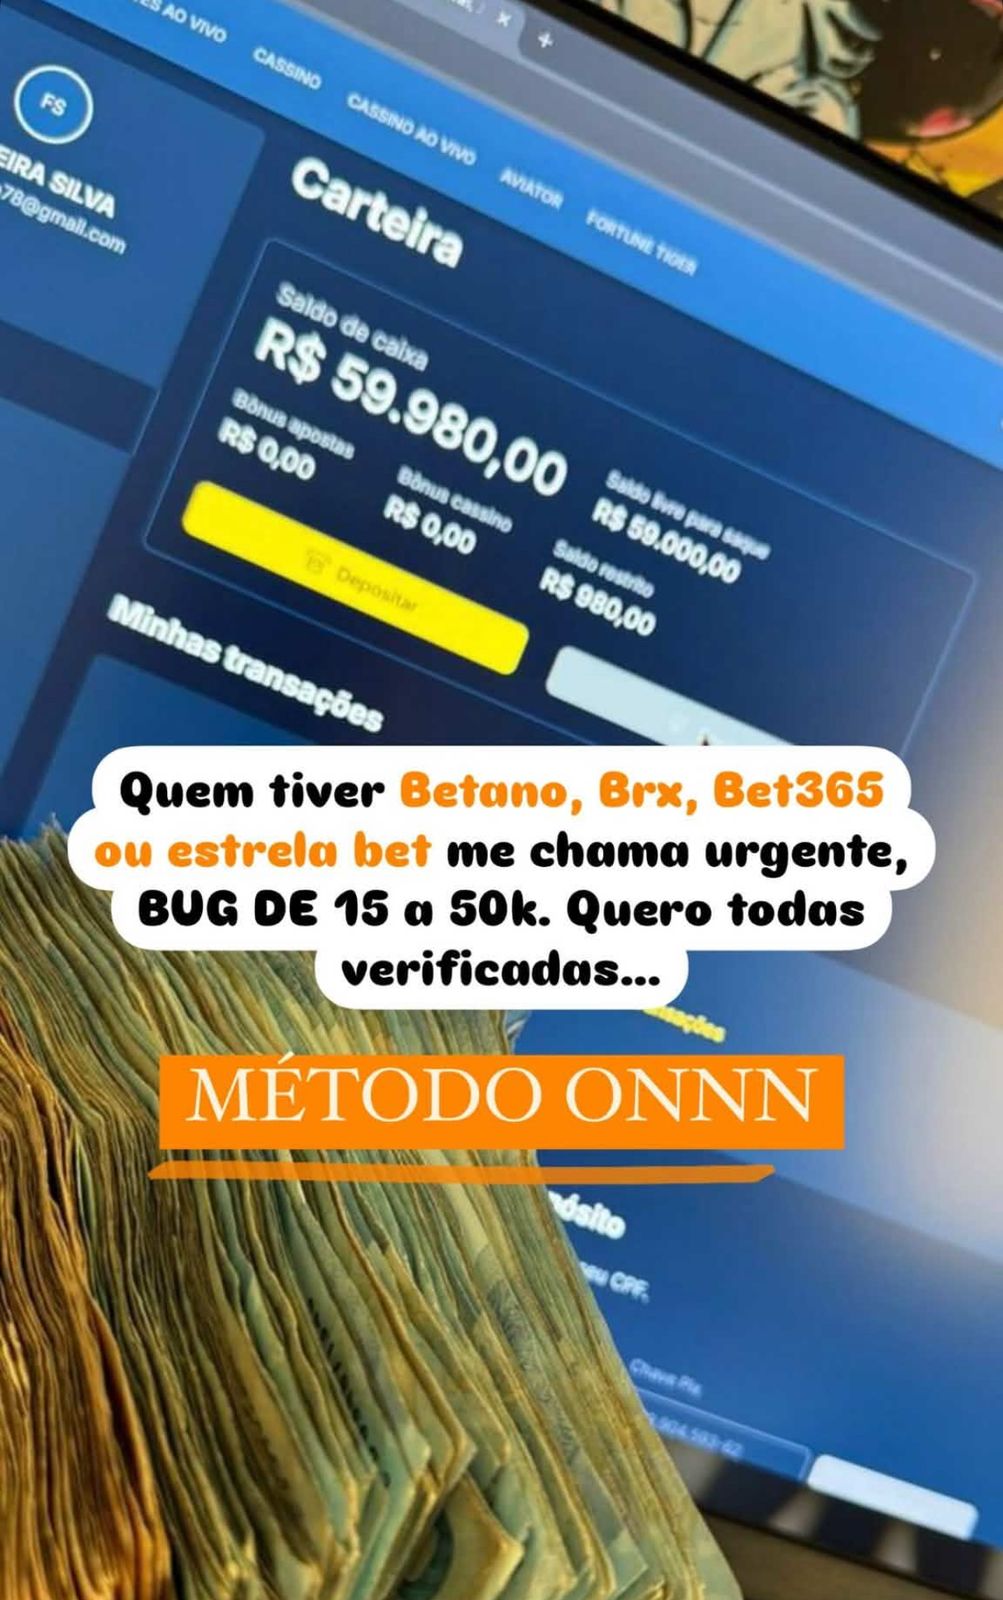 AO VIVO
CASSINO
CASSINO AO VIVO
AVIATOR
FORTUNE TIGER
FS
EIRA SILVA
78@gmail.com
Carteira
Saldo de caixa
R$ 59.980,00
Bônus apostas
R$ 0,00
Bônus cassino
R$ 0,00
Saldo livre para saque
R$ 59.000,00
Saldo restrito
R$ 980,00
Depositar
Minhas transações
Quem tiver Betano, Brx, Bet365
ou estrela bet me chama urgente,
BUG DE 15 a 50k. Quero todas
verificadas...
MÉTODO ONNN
pósito
seu CPF.
Chave Pix